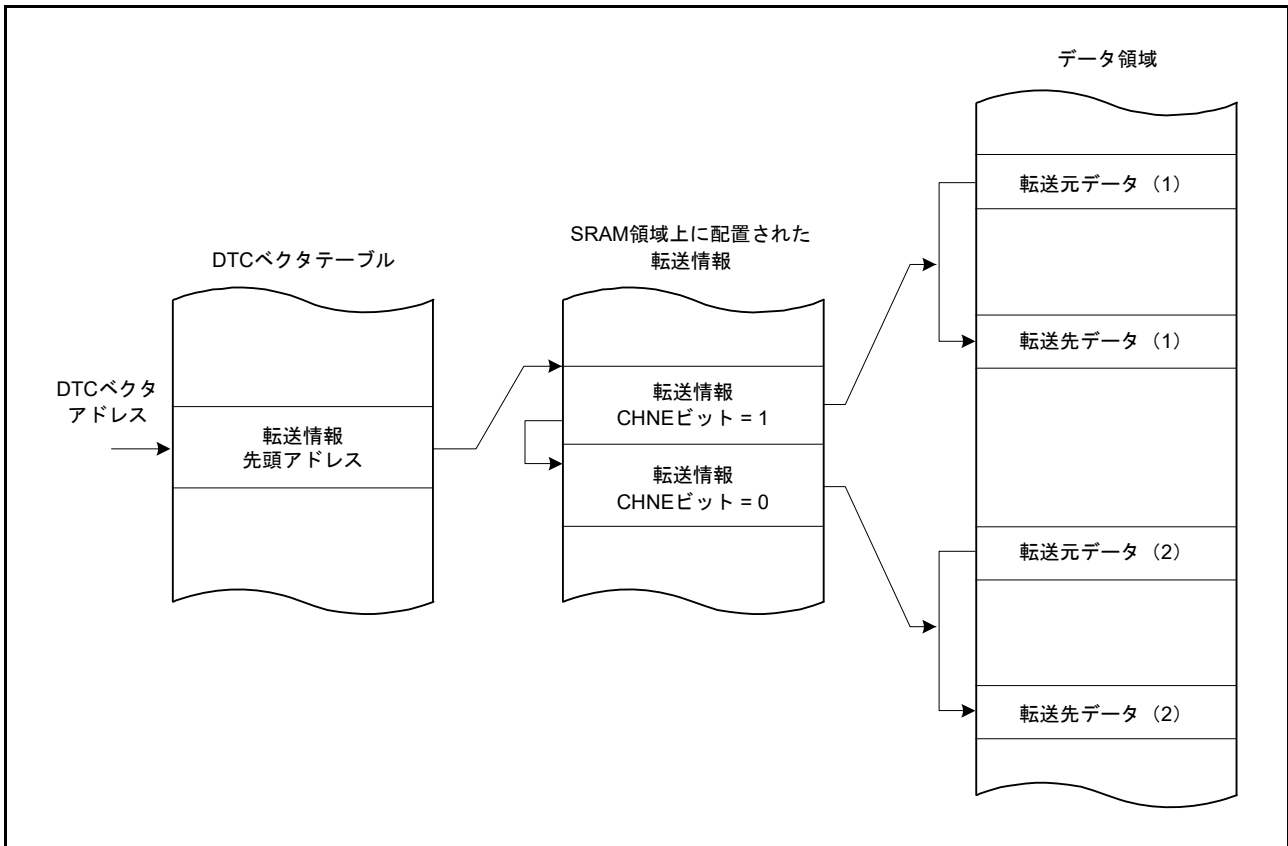 データ領域
転送元データ（1）
SRAM領域上に配置された
転送情報
DTCベクタテーブル
転送先データ（1）
DTCベクタ
アドレス
転送情報
先頭アドレス
転送情報
CHNEビット = 1
転送情報
CHNEビット = 0
転送元データ（2）
転送先データ（2）